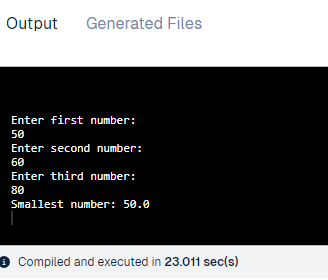 Output Generated Files
Enter first number:
50
Enter second number:
60
Enter third number:
80
Smallest number: 50.0
Compiled and executed in 23.011 sec(s)